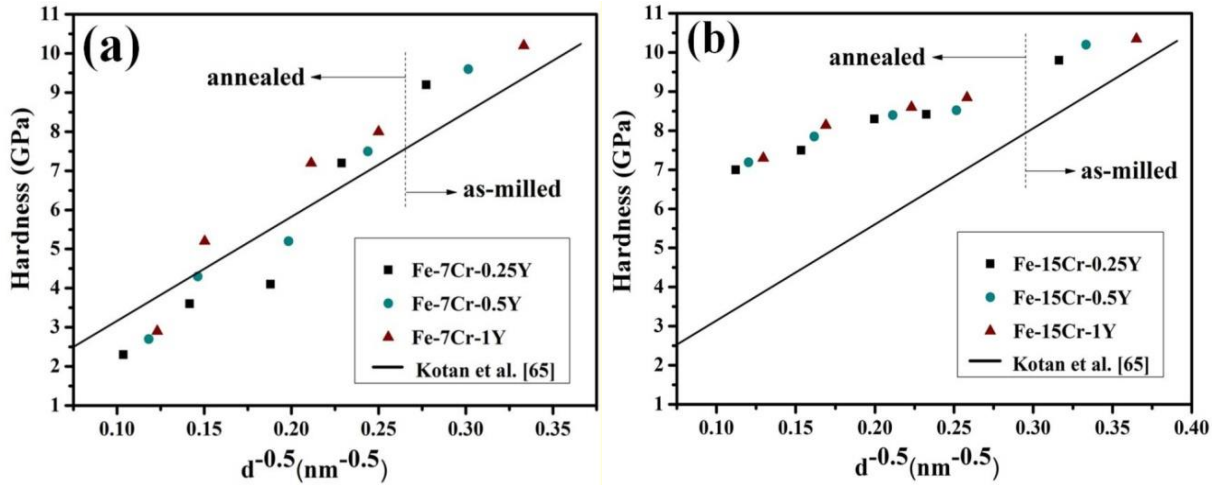 (a)
11
10
9
8
7
6
5
4
3
2
1
Hardness (GPa)
annealed
as-milled
Fe-7Cr-0.25Y
Fe-7Cr-0.5Y
Fe-7Cr-1Y
Kotan et al. [65]
0.10 0.15 0.20 0.25 0.30 0.35
d-0.5(nm-0.5)
(b)
11
10
9
8
7
6
5
4
3
2
1
Hardness (GPa)
annealed
as-milled
Fe-15Cr-0.25Y
Fe-15Cr-0.5Y
Fe-15Cr-1Y
Kotan et al. [65]
0.10 0.15 0.20 0.25 0.30 0.35 0.40
d-0.5(nm-0.5)